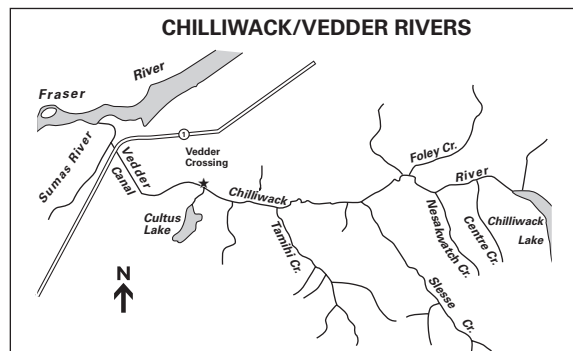 CHILLIWACK/VEDDER RIVERS
Fraser
River
Sumas River
Vedder
Canal
1
Vedder
Crossing
Cultus
Lake
Chilliwack
River
Tamihi Cr.
Foley Cr.
Nesakwatch Cr.
Centre Cr.
Chilliwack
Lake
Slesse
Cr.
N